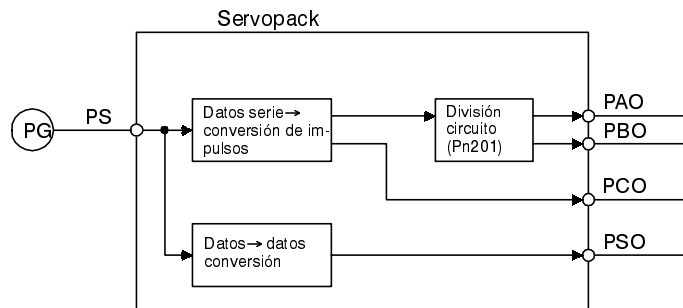 Servopack
PG
PS
Datos serie→
conversión de im-
pulsos
División
circuito
(Pn201)
PAO
PBO
PCO
Datos→ datos
conversión
PSO